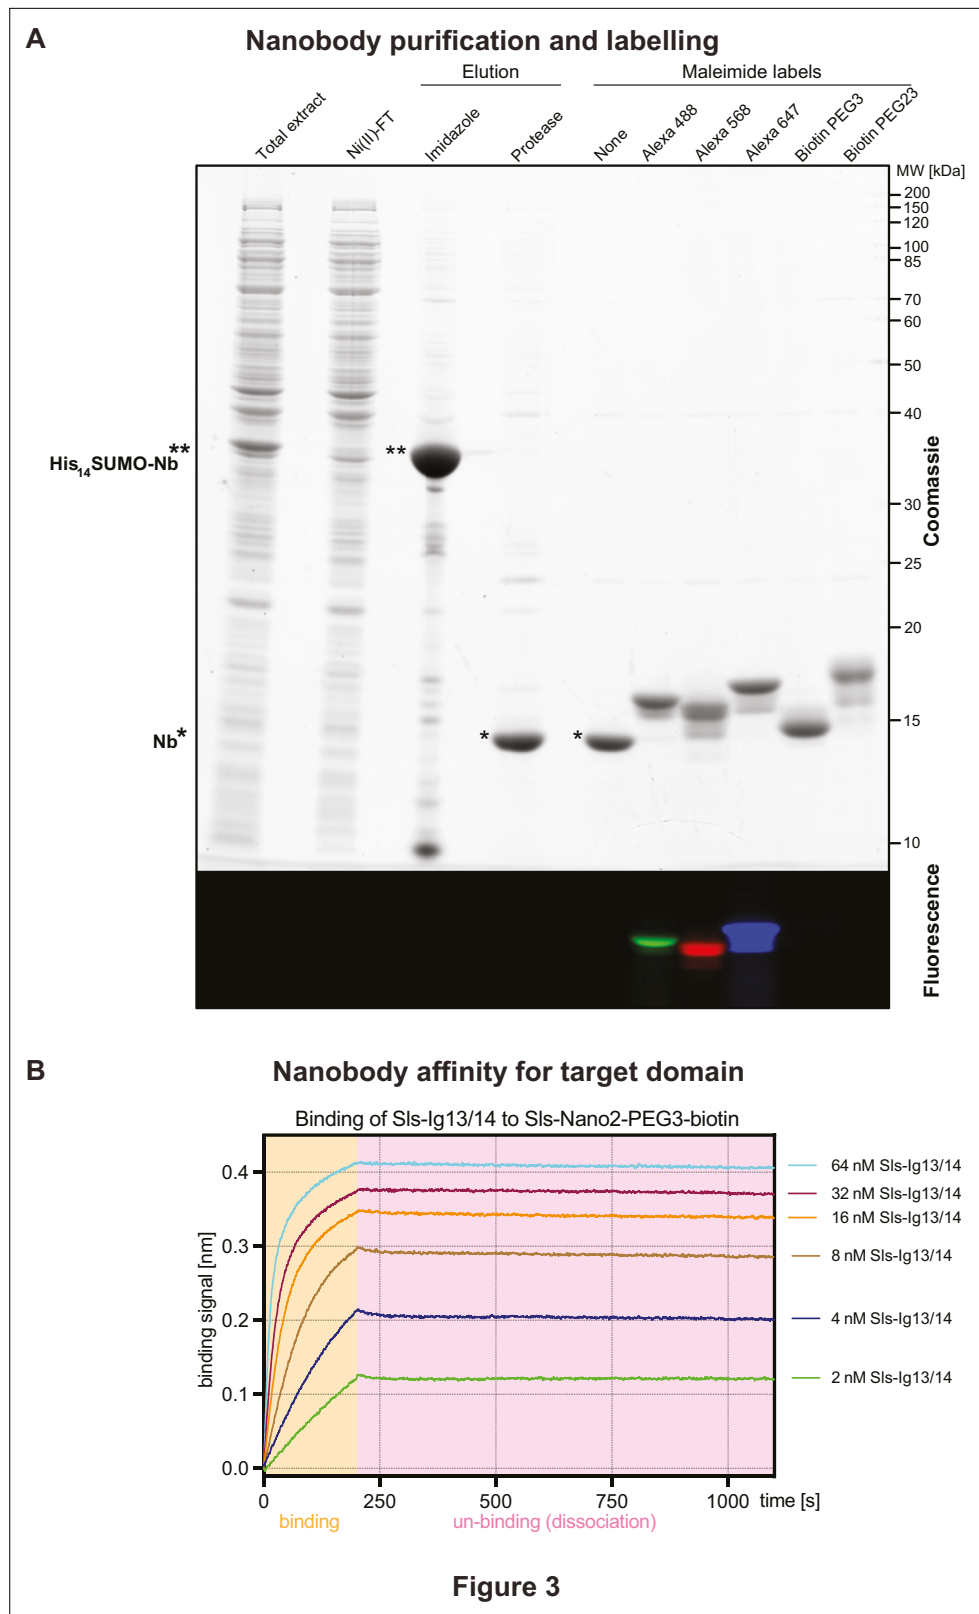 A
Nanobody purification and labelling
Elution
Maleimide labels
Total extract
Ni(II)-FT
Imidazole
Protease
None
Alexa 488
Alexa 568
Alexa 647
Biotin PEG3
Biotin PEG23
MW [kDa]
200
150
120
100
85
70
60
50
40
30
25
20
15
10
His14SUMO-Nb**
**
Nb*
*
*
Coomassie
Fluorescence
B
Nanobody affinity for target domain
Binding of Sls-Ig13/14 to Sls-Nano2-PEG3-biotin
binding signal [nm]
0.4
0.3
0.2
0.1
0.0
0
250
500
750
1000
time [s]
binding
un-binding (dissociation)
64 nM Sls-Ig13/14
32 nM Sls-Ig13/14
16 nM Sls-Ig13/14
8 nM Sls-Ig13/14
4 nM Sls-Ig13/14
2 nM Sls-Ig13/14
Figure 3